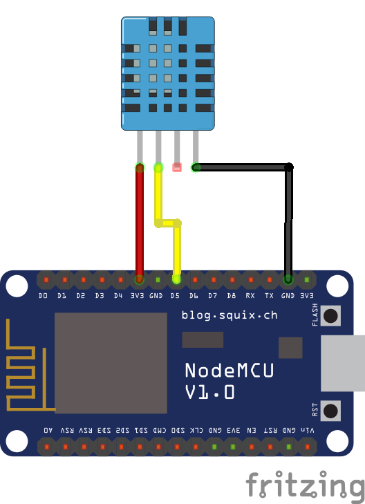 D0 D1 D2 D3 D4 3V3 GND D5 D6 D7 D8 RX TX GND 3V3
blog.squix.ch
FLASH
NodeMCU
V1.0
RST
A0 RSV RSV SD3 SD2 SD1 CMD SD0 CLK GND 3V3 EN RST GND Vin
fritzing